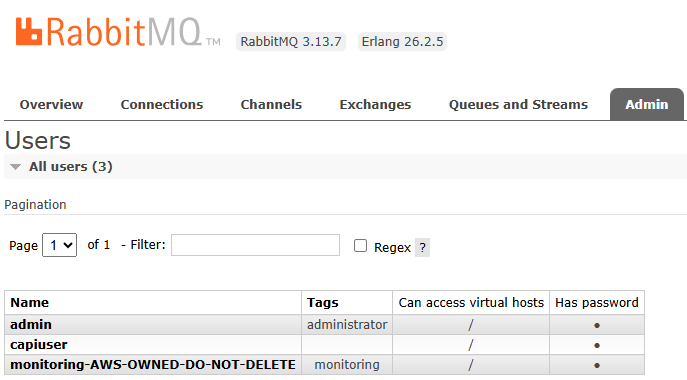 RabbitMQ TM RabbitMQ 3.13.7 Erlang 26.2.5
Overview Connections Channels Exchanges Queues and Streams Admin
Users
All users (3)
Pagination
Page 1 of 1 - Filter: Regex ?
Name Tags Can access virtual hosts Has password
admin administrator / •
capiuser / •
monitoring-AWS-OWNED-DO-NOT-DELETE monitoring / •